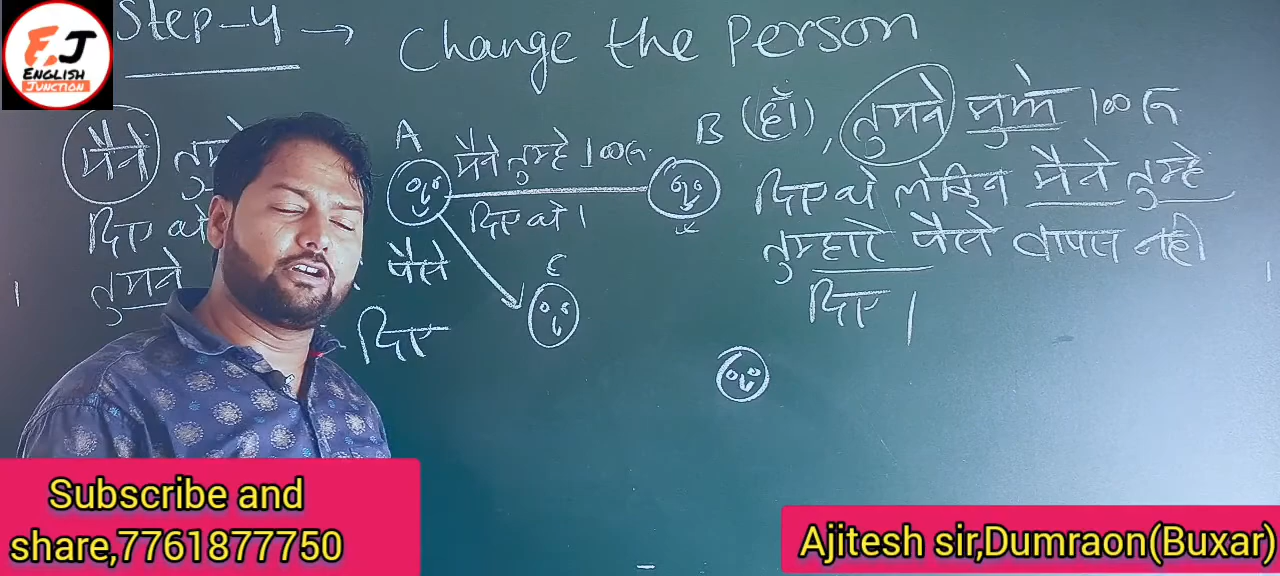 E.J
ENGLISH
JUNCTION
Step-4 → Change the Person
मैंने तुम्हे
दिए थे
तुमने
पैसे
दिए
A
मैंने तुम्हे 100
दिए थे।
B
C
(हाँ), तुमने मुझे 100
दिए थे लेकिन मैंने तुम्हे
तुम्हारे पैसे वापस नही
दिए।
Subscribe and
share,7761877750
Ajitesh sir,Dumraon(Buxar)